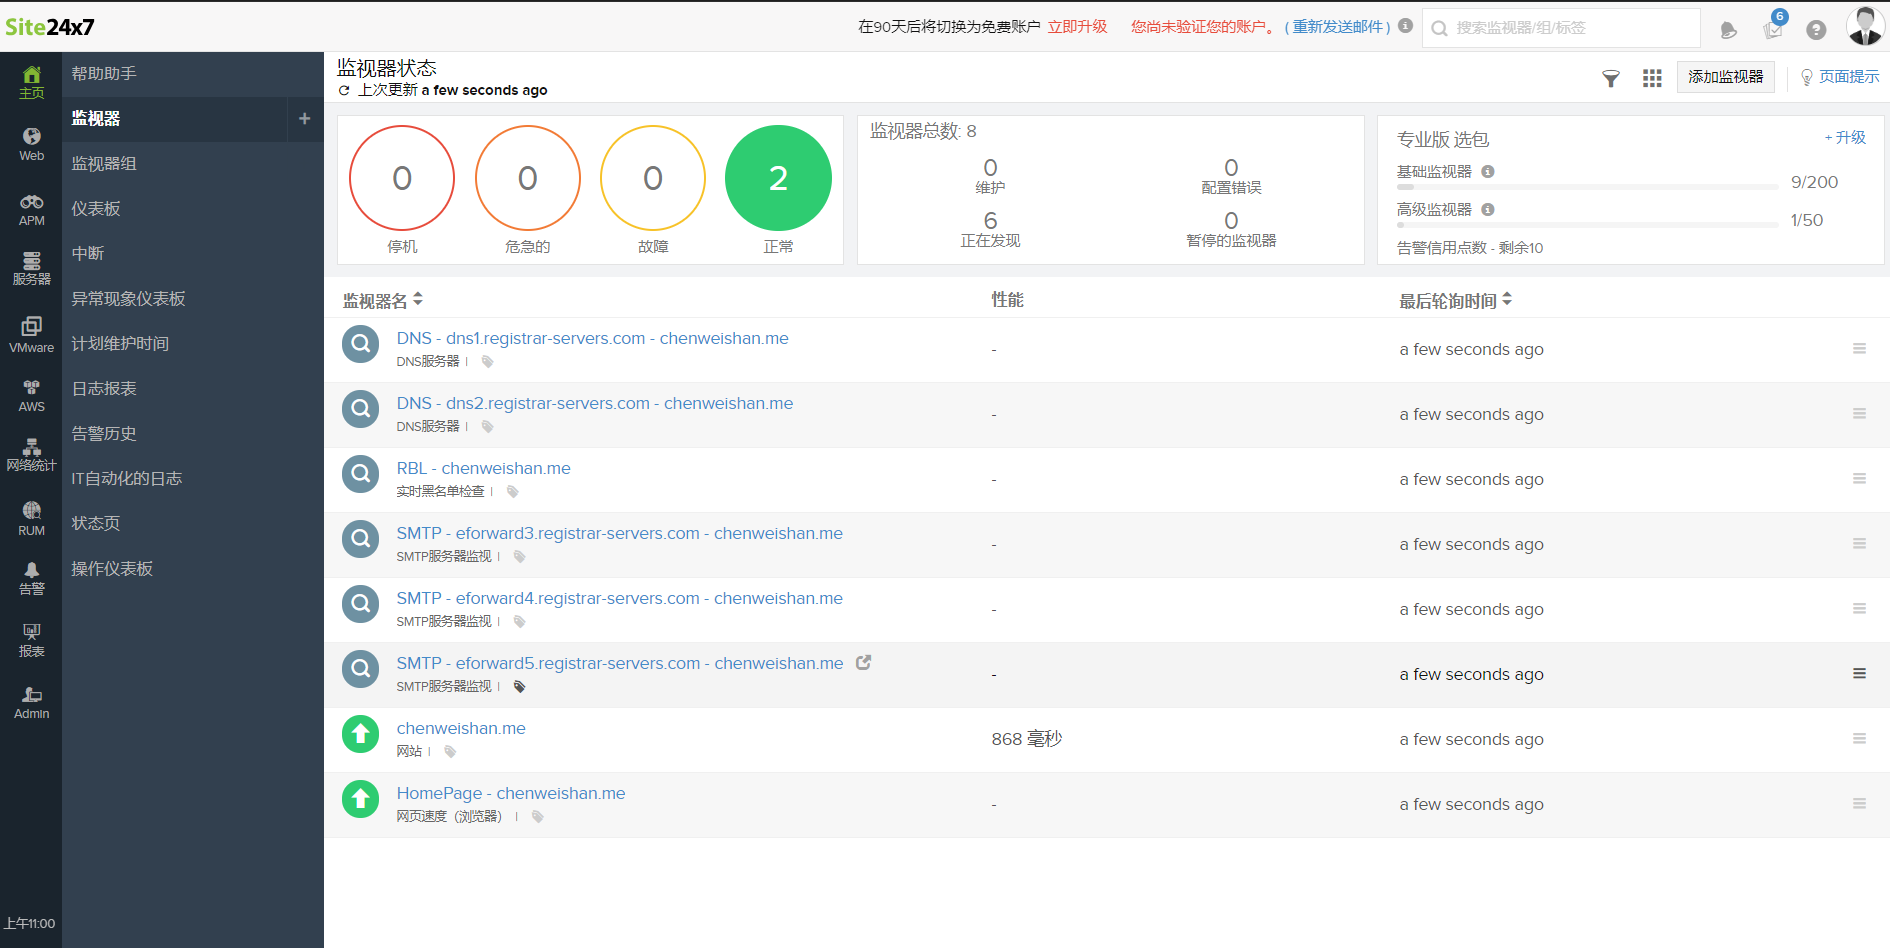 Site24x7
在90天后将切换为免费账户 立即升级 您尚未验证您的账户。 ( 重新发送邮件 )
搜索监视器/组/标签
6
主页
Web
APM
服务器
VMware
AWS
网络统计
RUM
告警
报表
Admin
上午11:00
帮助助手
监视器 +
监视器组
仪表板
中断
异常现象仪表板
计划维护时间
日志报表
告警历史
IT自动化的日志
状态页
操作仪表板
监视器状态
上次更新 a few seconds ago
添加监视器
页面提示
0 0 0 2
停机 危急的 故障 正常
监视器总数: 8
0 0
维护 配置错误
6 0
正在发现 暂停的监视器
专业版 选包 + 升级
基础监视器 9/200
高级监视器 1/50
告警信用点数 - 剩余10
监视器名 性能 最后轮询时间
DNS - dns1.registrar-servers.com - chenweishan.me
DNS服务器 |
- a few seconds ago
DNS - dns2.registrar-servers.com - chenweishan.me
DNS服务器 |
- a few seconds ago
RBL - chenweishan.me
实时黑名单检查 |
- a few seconds ago
SMTP - eforward3.registrar-servers.com - chenweishan.me
SMTP服务器监视 |
- a few seconds ago
SMTP - eforward4.registrar-servers.com - chenweishan.me
SMTP服务器监视 |
- a few seconds ago
SMTP - eforward5.registrar-servers.com - chenweishan.me
SMTP服务器监视 |
- a few seconds ago
chenweishan.me
网站 |
868 毫秒 a few seconds ago
HomePage - chenweishan.me
网页速度（浏览器） |
- a few seconds ago